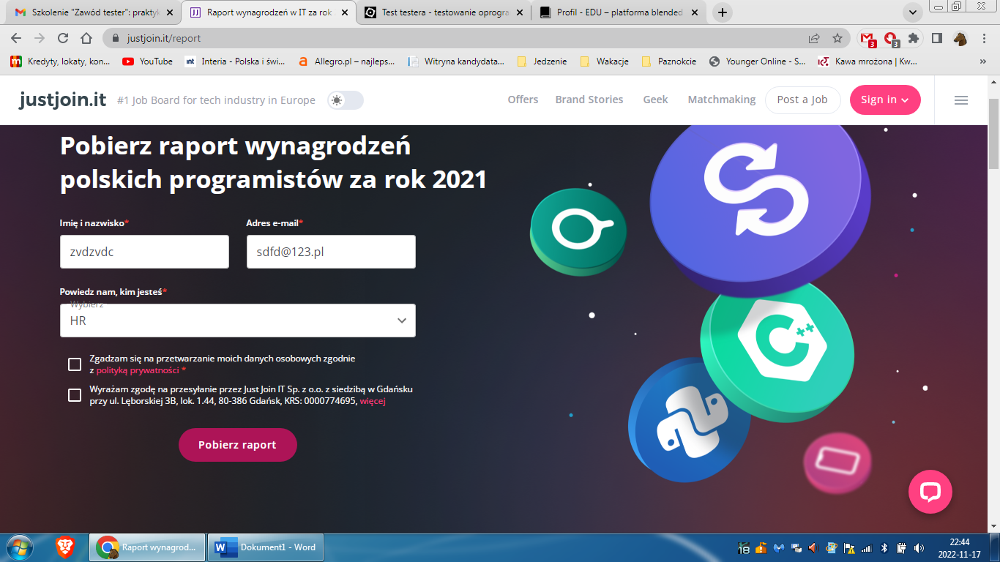 Szkolenie "Zawód tester": prakty
Raport wynagrodzeń w IT za rok
Test testera - testowanie oprogra
Profil - EDU – platforma blended
justjoin.it/report
3
3
Kredyty, lokaty, kon...
YouTube
int
Interia - Polska i świ...
a
Allegro.pl – najleps...
Witryna kandydata...
Jedzenie
Wakacje
Paznokcie
Younger Online - S...
Kawa mrożona | Kw...
»
justjoin.it
#1 Job Board for tech industry in Europe
Offers
Brand Stories
Geek
Matchmaking
Post a Job
Sign in
Pobierz raport wynagrodzeń
polskich programistów za rok 2021
Imię i nazwisko*
Adres e-mail*
zvdzvdc
sdfd@123.pl
Powiedz nam, kim jesteś*
Wybierz
HR
Zgadzam się na przetwarzanie moich danych osobowych zgodnie
z polityką prywatności *
Wyrażam zgodę na przesyłanie przez Just Join IT Sp. z o.o. z siedzibą w Gdańsku
przy ul. Lęborskiej 3B, lok. 1.44, 80-386 Gdańsk, KRS: 0000774695, więcej
Pobierz raport
C++
Raport wynagrod...
Dokument1 - Word
18
22:44
2022-11-17